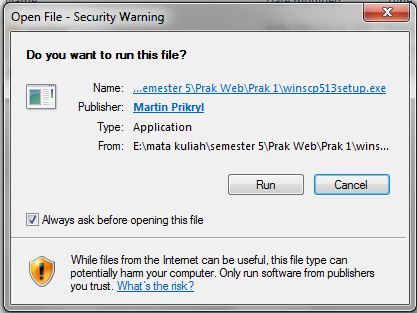 Open File - Security Warning
Do you want to run this file?
Name: ...emester 5\Prak Web\Prak 1\winscp513setup.exe
Publisher: Martin Prikryl
Type: Application
From: E:\mata kuliah\semester 5\Prak Web\Prak 1\wins...
Run Cancel
Always ask before opening this file
While files from the Internet can be useful, this file type can
potentially harm your computer. Only run software from publishers
you trust. What's the risk?